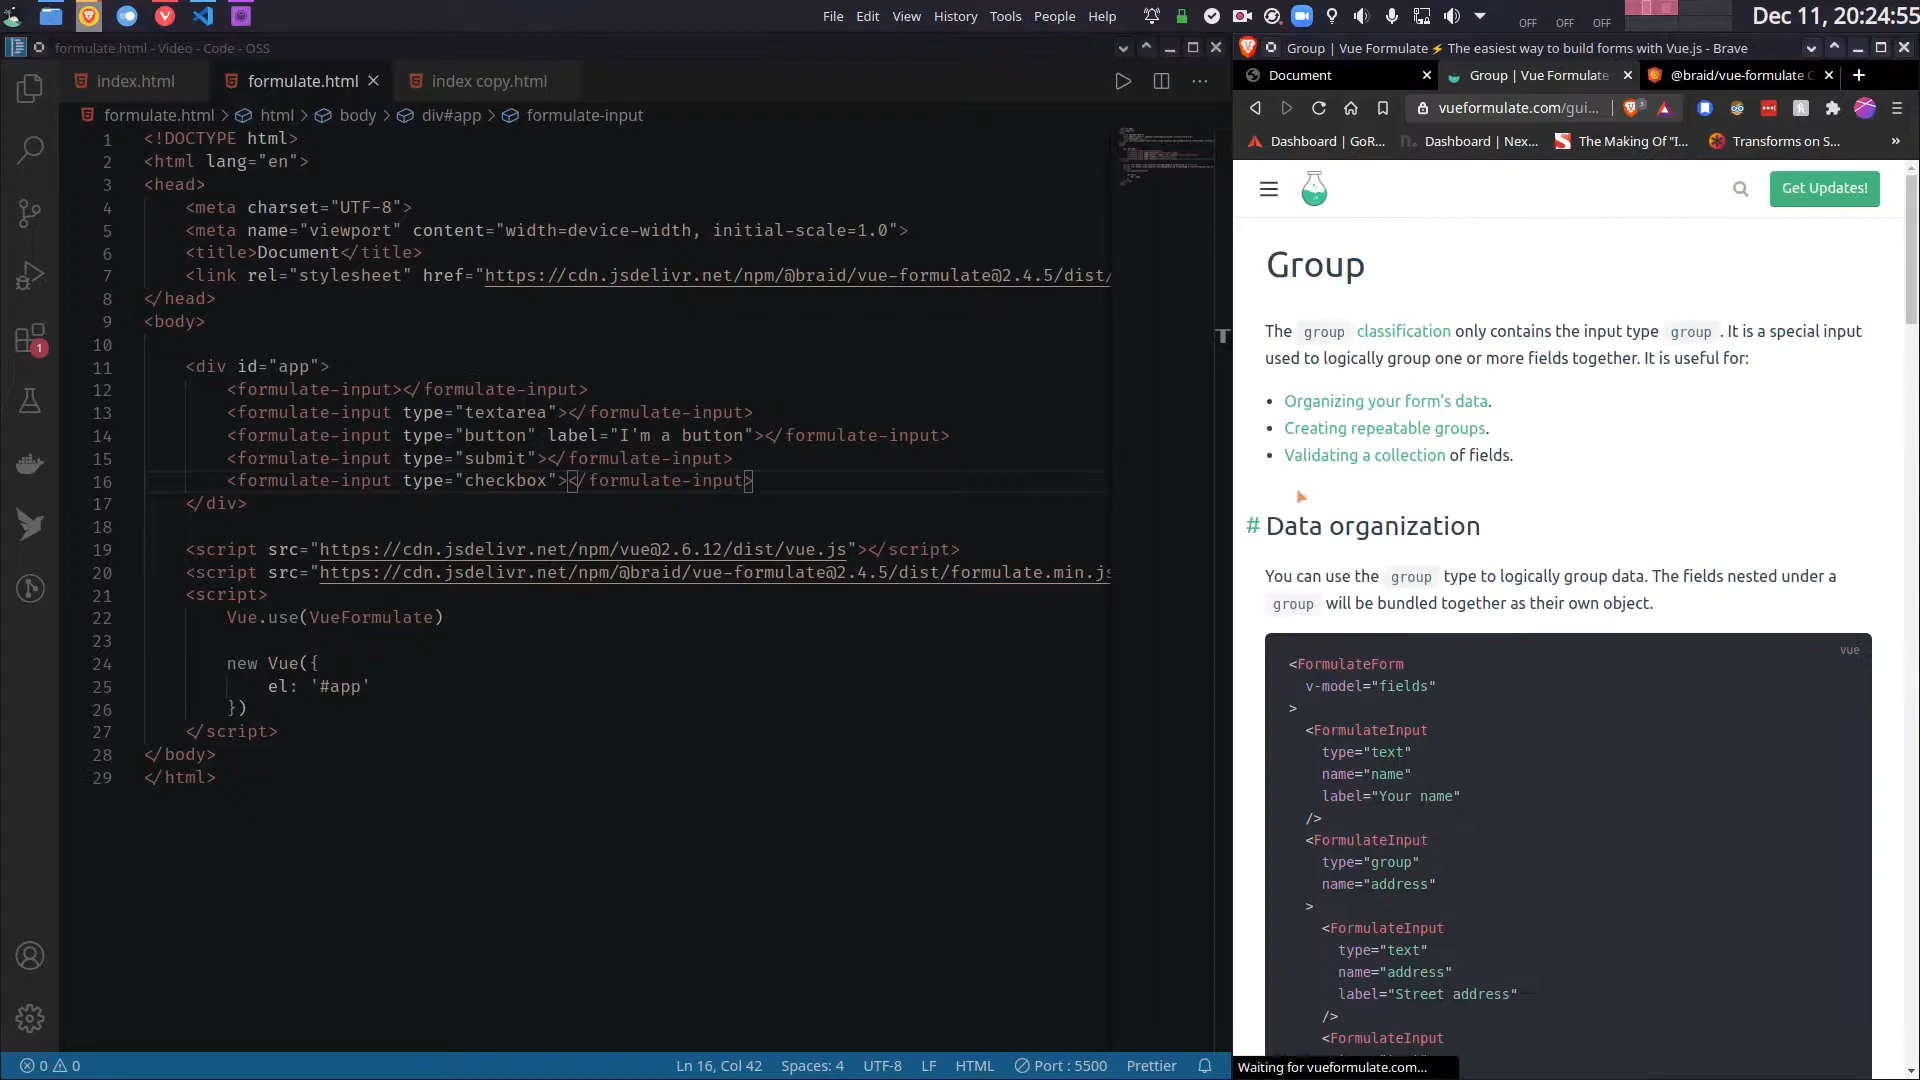 File Edit View History Tools People Help
OFF OFF OFF
Dec 11, 20:24:55
formulate.html - Video - Code - OSS
index.html
formulate.html
index copy.html
formulate.html > html > body > div#app > formulate-input
1 <!DOCTYPE html>
2 <html lang="en">
3 <head>
4 <meta charset="UTF-8">
5 <meta name="viewport" content="width=device-width, initial-scale=1.0">
6 <title>Document</title>
7 <link rel="stylesheet" href="https://cdn.jsdelivr.net/npm/@braid/vue-formulate@2.4.5/dist/
8 </head>
9 <body>
10
11 <div id="app">
12 <formulate-input></formulate-input>
13 <formulate-input type="textarea"></formulate-input>
14 <formulate-input type="button" label="I'm a button"></formulate-input>
15 <formulate-input type="submit"></formulate-input>
16 <formulate-input type="checkbox"></formulate-input>
17 </div>
18
19 <script src="https://cdn.jsdelivr.net/npm/vue@2.6.12/dist/vue.js"></script>
20 <script src="https://cdn.jsdelivr.net/npm/@braid/vue-formulate@2.4.5/dist/formulate.min.js
21 <script>
22 Vue.use(VueFormulate)
23
24 new Vue({
25 el: '#app'
26 })
27 </script>
28 </body>
29 </html>
1
0 0
Ln 16, Col 42
Spaces: 4
UTF-8
LF
HTML
Port : 5500
Prettier
Group | Vue Formulate ⚡ The easiest way to build forms with Vue.js - Brave
Document
Group | Vue Formulate
@braid/vue-formulate C
vueformulate.com/gui...
3
Dashboard | GoR...
Dashboard | Nex...
The Making Of "I...
Transforms on S...
»
Get Updates!
Group
The group classification only contains the input type group. It is a special input
used to logically group one or more fields together. It is useful for:
• Organizing your form's data.
• Creating repeatable groups.
• Validating a collection of fields.
# Data organization
You can use the group type to logically group data. The fields nested under a
group will be bundled together as their own object.
vue
<FormulateForm
v-model="fields"
>
<FormulateInput
type="text"
name="name"
label="Your name"
/>
<FormulateInput
type="group"
name="address"
>
<FormulateInput
type="text"
name="address"
label="Street address"
/>
<FormulateInput
Waiting for vueformulate.com...